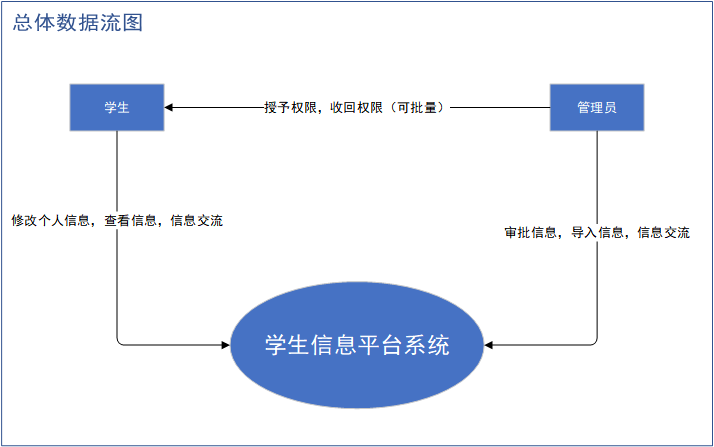 总体数据流图
学生
授予权限，收回权限（可批量）
管理员
修改个人信息，查看信息，信息交流
审批信息，导入信息，信息交流
学生信息平台系统